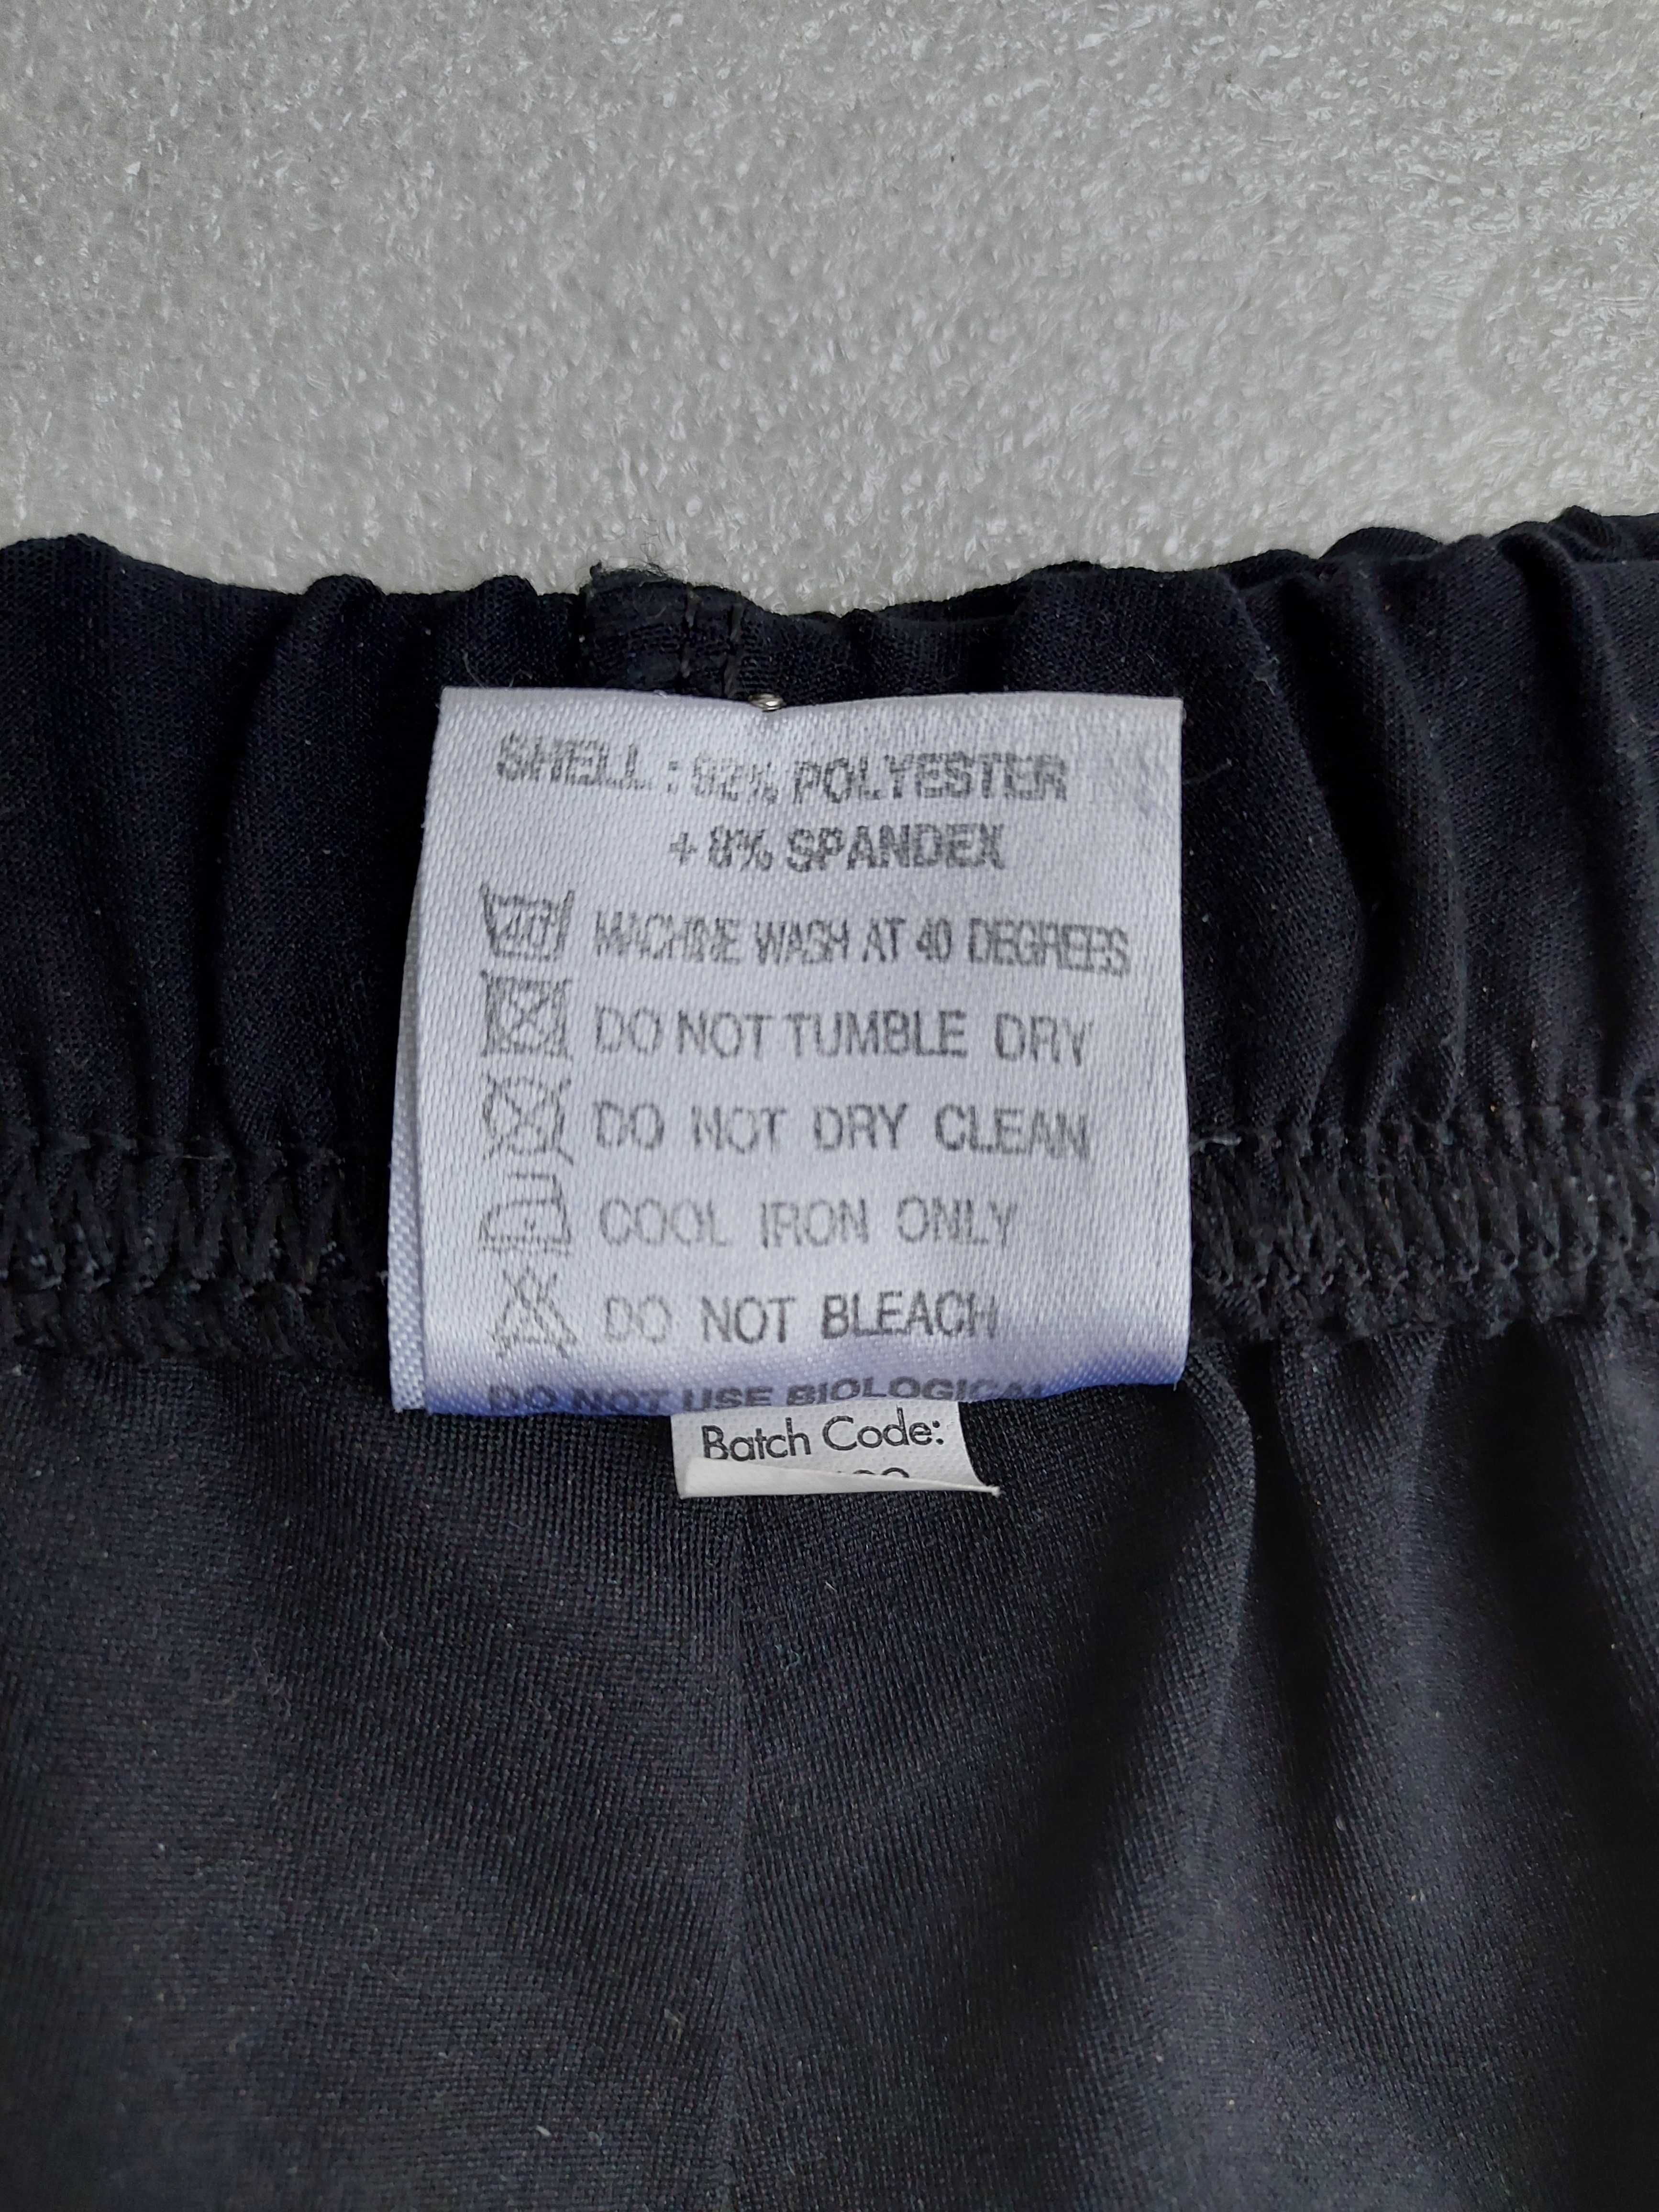 SHELL : 92% POLYESTER
+ 8% SPANDEX
40 MACHINE WASH AT 40 DEGREES
DO NOT TUMBLE DRY
DO NOT DRY CLEAN
COOL IRON ONLY
DO NOT BLEACH
DO NOT USE BIOLOGICAL
Batch Code: